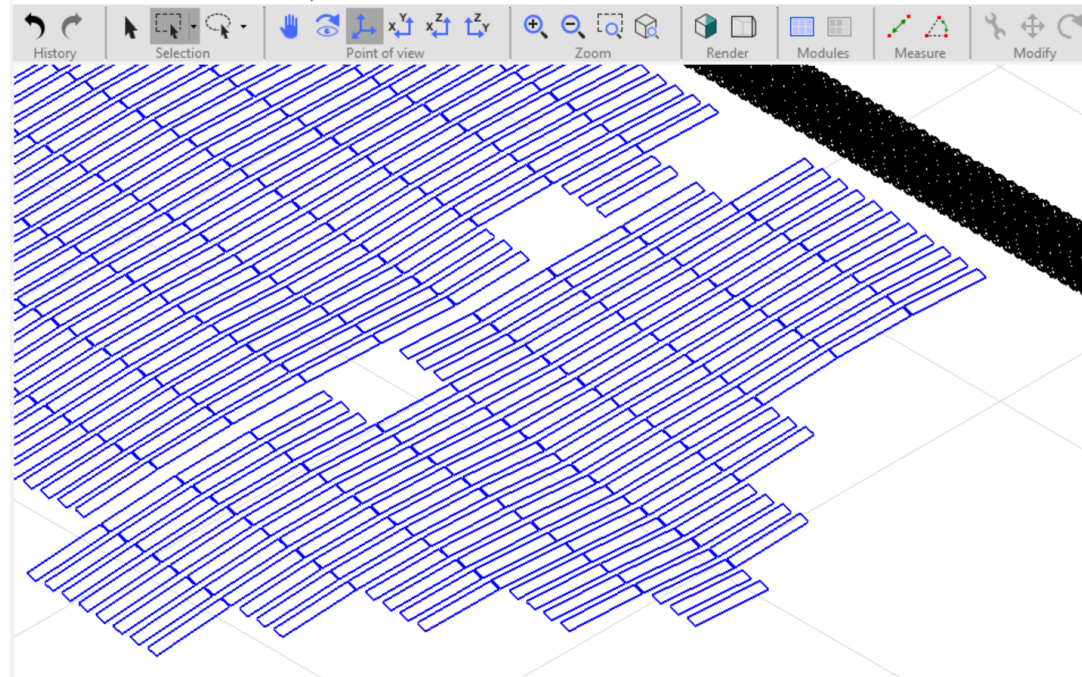 History
Selection
Point of view
Zoom
Render
Modules
Measure
Modify
X Y Z
X Z Y
Z Y